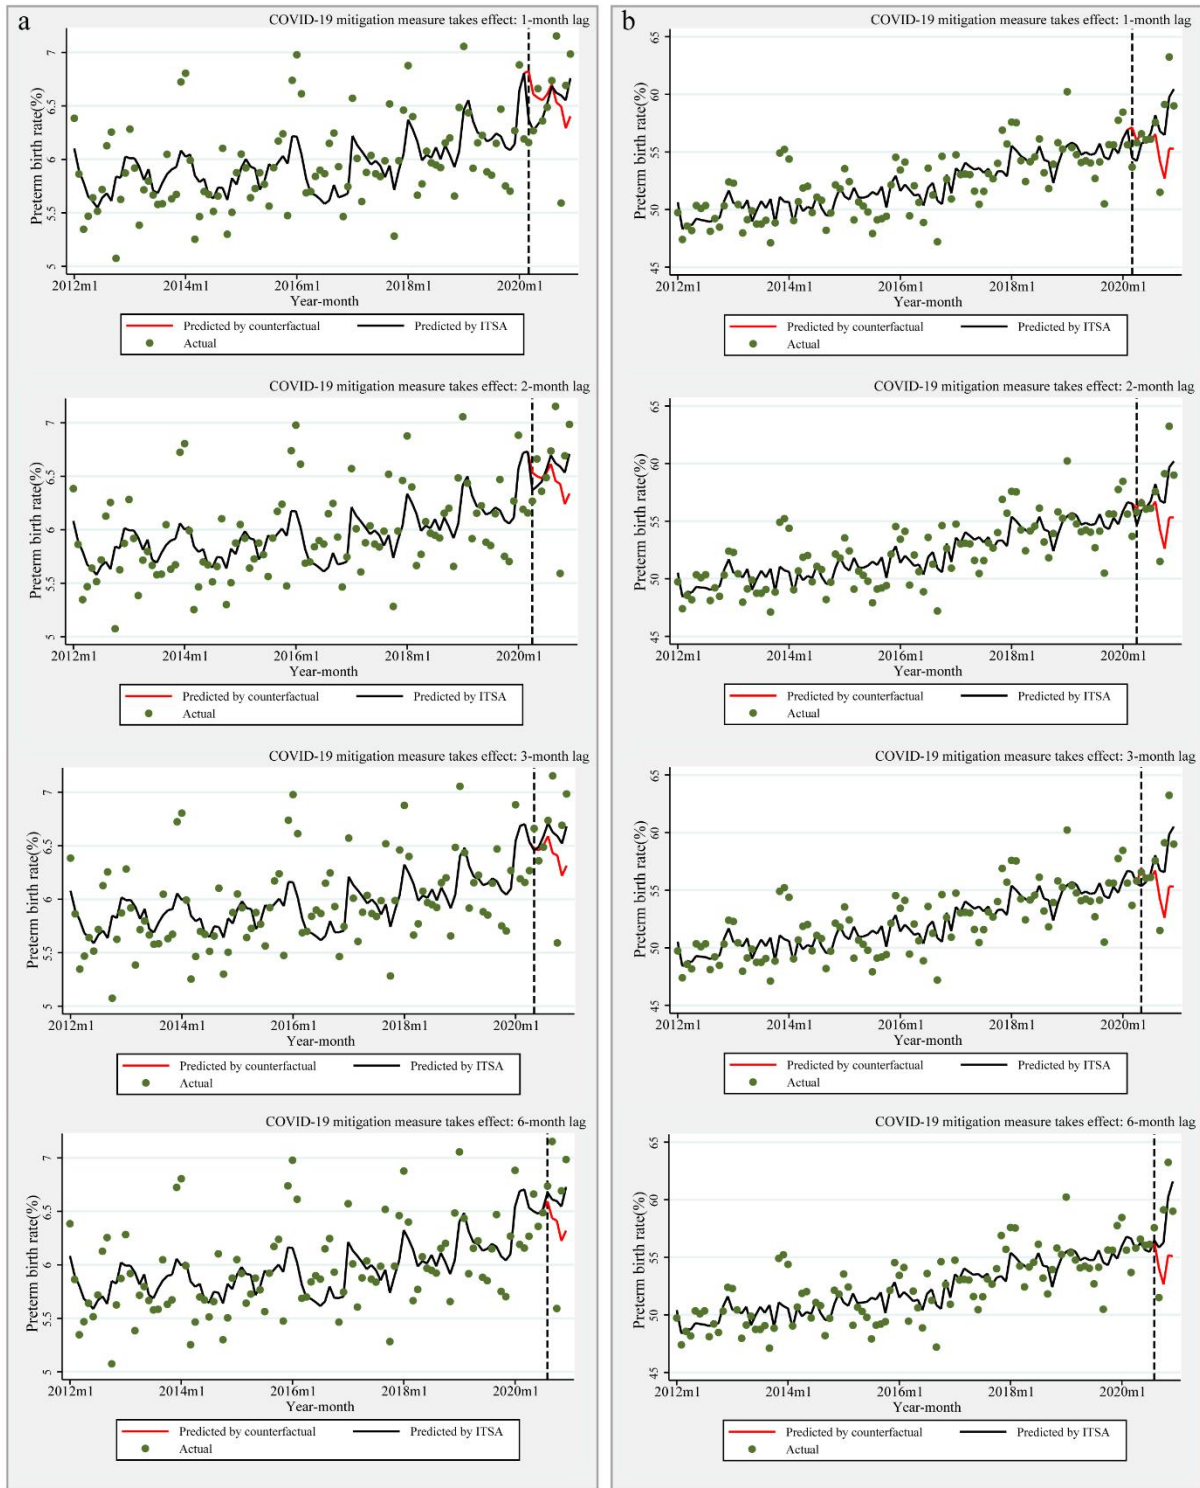 a
COVID-19 mitigation measure takes effect: 1-month lag
Preterm birth rate(%)
7
6.5
6
5.5
5
2012m1 2014m1 2016m1 2018m1 2020m1
Year-month
Predicted by counterfactual Predicted by ITSA
Actual
COVID-19 mitigation measure takes effect: 2-month lag
Preterm birth rate(%)
7
6.5
6
5.5
5
2012m1 2014m1 2016m1 2018m1 2020m1
Year-month
Predicted by counterfactual Predicted by ITSA
Actual
COVID-19 mitigation measure takes effect: 3-month lag
Preterm birth rate(%)
7
6.5
6
5.5
5
2012m1 2014m1 2016m1 2018m1 2020m1
Year-month
Predicted by counterfactual Predicted by ITSA
Actual
COVID-19 mitigation measure takes effect: 6-month lag
Preterm birth rate(%)
7
6.5
6
5.5
5
2012m1 2014m1 2016m1 2018m1 2020m1
Year-month
Predicted by counterfactual Predicted by ITSA
Actual
b
COVID-19 mitigation measure takes effect: 1-month lag
Preterm birth rate(%)
65
60
55
50
45
2012m1 2014m1 2016m1 2018m1 2020m1
Year-month
Predicted by counterfactual Predicted by ITSA
Actual
COVID-19 mitigation measure takes effect: 2-month lag
Preterm birth rate(%)
65
60
55
50
45
2012m1 2014m1 2016m1 2018m1 2020m1
Year-month
Predicted by counterfactual Predicted by ITSA
Actual
COVID-19 mitigation measure takes effect: 3-month lag
Preterm birth rate(%)
65
60
55
50
45
2012m1 2014m1 2016m1 2018m1 2020m1
Year-month
Predicted by counterfactual Predicted by ITSA
Actual
COVID-19 mitigation measure takes effect: 6-month lag
Preterm birth rate(%)
65
60
55
50
45
2012m1 2014m1 2016m1 2018m1 2020m1
Year-month
Predicted by counterfactual Predicted by ITSA
Actual